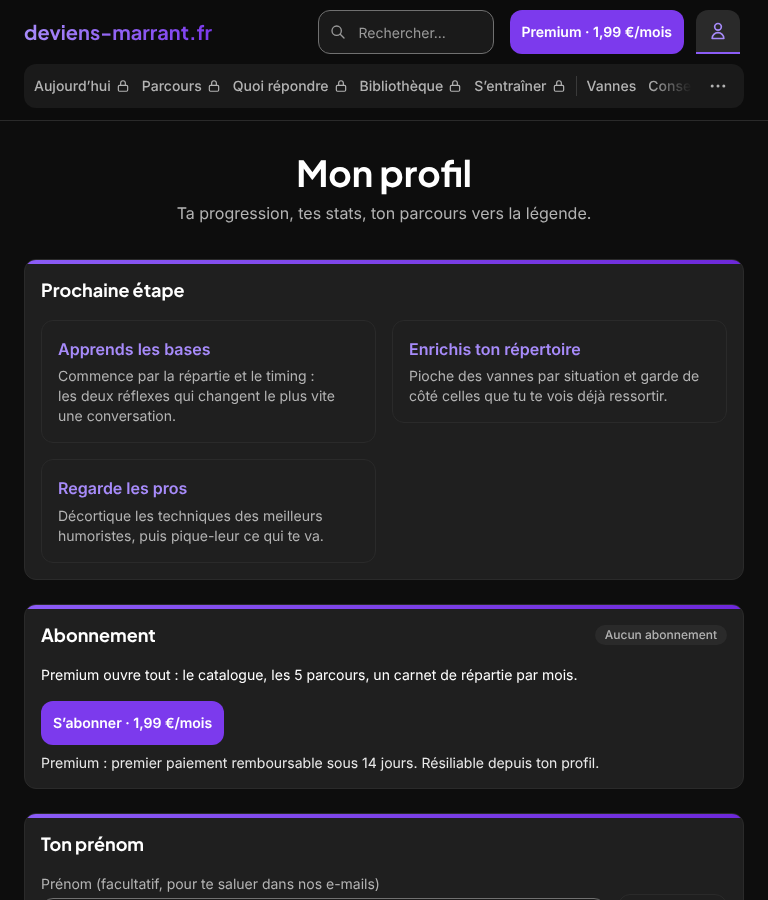 deviens-marrant.fr
Rechercher...
Premium · 1,99 €/mois
Aujourd’hui
Parcours
Quoi répondre
Bibliothèque
S’entraîner
Vannes
Conse
Mon profil
Ta progression, tes stats, ton parcours vers la légende.
Prochaine étape
Apprends les bases
Commence par la répartie et le timing :
les deux réflexes qui changent le plus vite
une conversation.
Enrichis ton répertoire
Pioche des vannes par situation et garde de
côté celles que tu te vois déjà ressortir.
Regarde les pros
Décortique les techniques des meilleurs
humoristes, puis pique-leur ce qui te va.
Abonnement
Aucun abonnement
Premium ouvre tout : le catalogue, les 5 parcours, un carnet de répartie par mois.
S’abonner · 1,99 €/mois
Premium : premier paiement remboursable sous 14 jours. Résiliable depuis ton profil.
Ton prénom
Prénom (facultatif, pour te saluer dans nos e-mails)